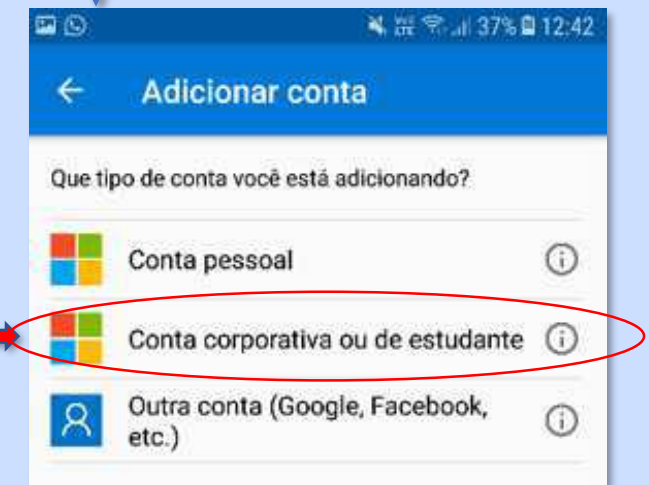 37% 12:42
Adicionar conta
Que tipo de conta você está adicionando?
Conta pessoal
Conta corporativa ou de estudante
Outra conta (Google, Facebook,
etc.)